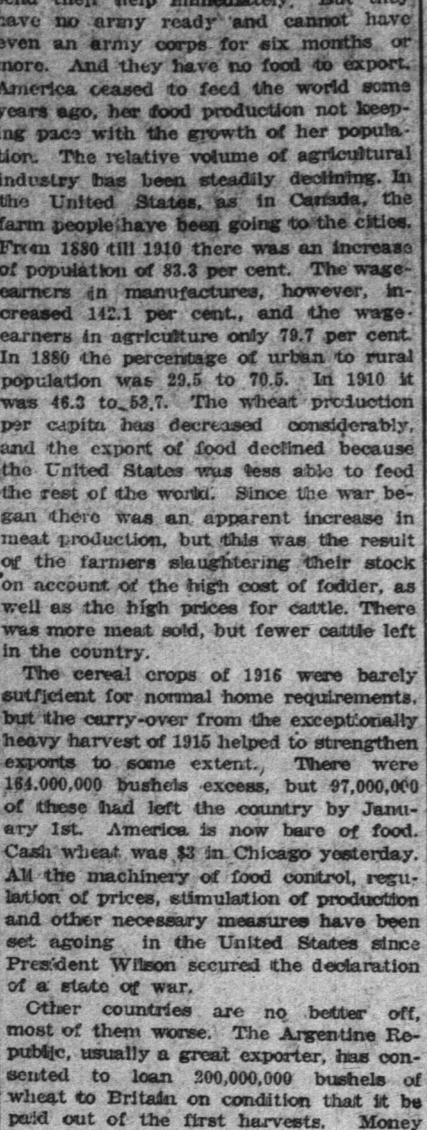 send their help immediately. But they
have no army ready and cannot have
even an army corps for six months or
more. And they have no food to export.
America ceased to feed the world some
years ago, her food production not keep-
ing pace with the growth of her popula-
tion. The relative volume of agricultural
industry has been steadily declining. In
the United States, as in Canada, the
farm people have been going to the cities.
From 1880 till 1910 there was an increase
of population of 83.3 per cent. The wage-
earners in manufactures, however, in-
creased 142.1 per cent., and the wage-
earners in agriculture only 79.7 per cent.
In 1880 the percentage of urban to rural
population was 29.5 to 70.5. In 1910 it
was 46.3 to 53.7. The wheat production
per capita has decreased considerably,
and the export of food declined because
the United States was less able to feed
the rest of the world. Since the war be-
gan there was an apparent increase in
meat production, but this was the result
of the farmers slaughtering their stock
on account of the high cost of fodder, as
well as the high prices for cattle. There
was more meat sold, but fewer cattle left
in the country.
The cereal crops of 1916 were barely
sufficient for normal home requirements,
but the carry-over from the exceptionally
heavy harvest of 1915 helped to strengthen
exports to some extent. There were
164.000,000 bushels excess, but 97,000,000
of these had left the country by Janu-
ary 1st. America is now bare of food.
Cash wheat was $3 in Chicago yesterday.
All the machinery of food control, regu-
lation of prices, stimulation of production
and other necessary measures have been
set agoing in the United States since
President Wilson secured the declaration
of a state of war.
Other countries are no better off,
most of them worse. The Argentine Re-
public, usually a great exporter, has con-
sented to loan 200,000,000 bushels of
wheat to Britain on condition that it be
paid out of the first harvests. Money